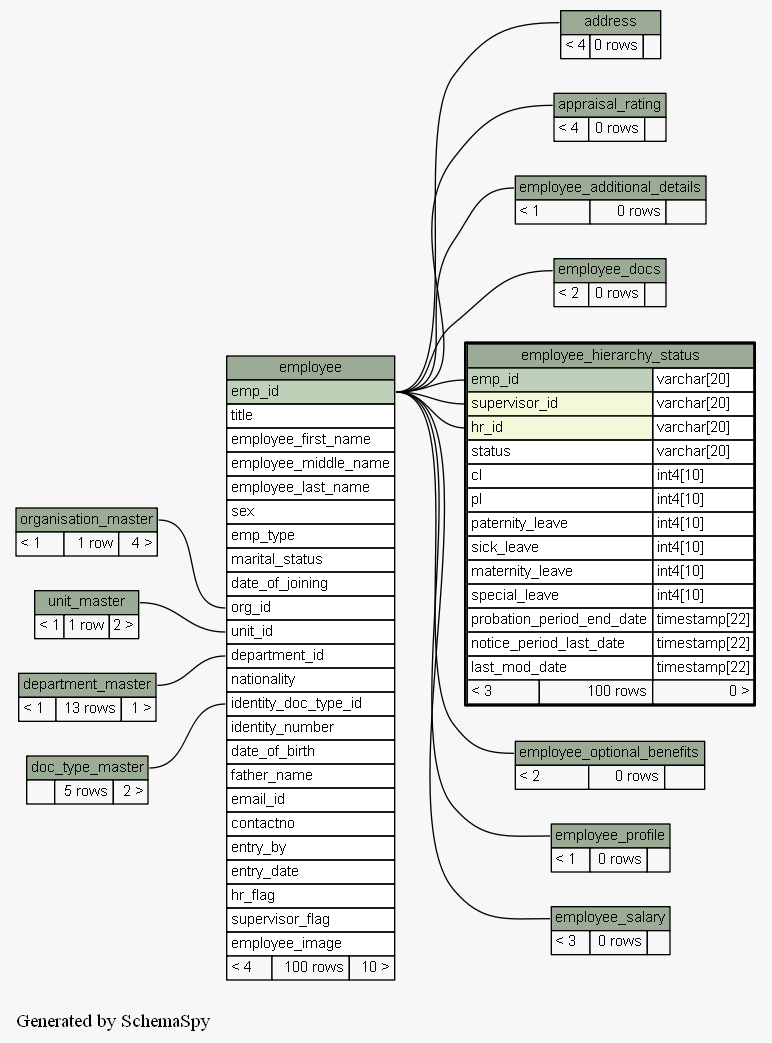 address
< 4 0 rows
appraisal_rating
< 4 0 rows
employee_additional_details
< 1 0 rows
employee_docs
< 2 0 rows
employee_hierarchy_status
emp_id varchar[20]
supervisor_id varchar[20]
hr_id varchar[20]
status varchar[20]
cl int4[10]
pl int4[10]
paternity_leave int4[10]
sick_leave int4[10]
maternity_leave int4[10]
special_leave int4[10]
probation_period_end_date timestamp[22]
notice_period_last_date timestamp[22]
last_mod_date timestamp[22]
< 3 100 rows 0 >
employee
emp_id
title
employee_first_name
employee_middle_name
employee_last_name
sex
emp_type
marital_status
date_of_joining
org_id
unit_id
department_id
nationality
identity_doc_type_id
identity_number
date_of_birth
father_name
email_id
contactno
entry_by
entry_date
hr_flag
supervisor_flag
employee_image
< 4 100 rows 10 >
organisation_master
< 1 1 row 4 >
unit_master
< 1 1 row 2 >
department_master
< 1 13 rows 1 >
doc_type_master
5 rows 2 >
employee_optional_benefits
< 2 0 rows
employee_profile
< 1 0 rows
employee_salary
< 3 0 rows
Generated by SchemaSpy